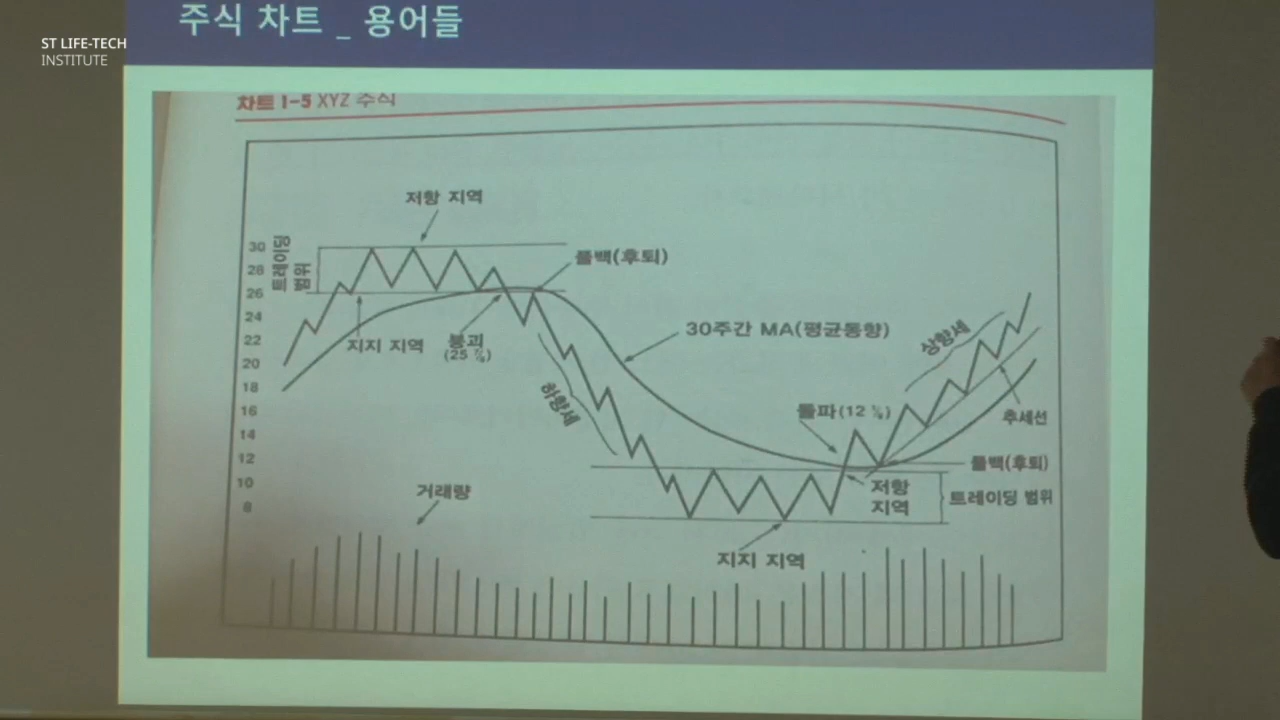 주식 차트 _ 용어들
ST LIFE-TECH
INSTITUTE
차트 1-5 XYZ 주식
저항 지역
30
28
26
24
22
20
18
16
14
12
10
8
트레이딩
범위
풀백(후퇴)
지지 지역
붕괴
30주간 MA(평균동향)
하향세
상향세
돌파
추세선
풀백(후퇴)
저항
지역
트레이딩 범위
지지 지역
거래량